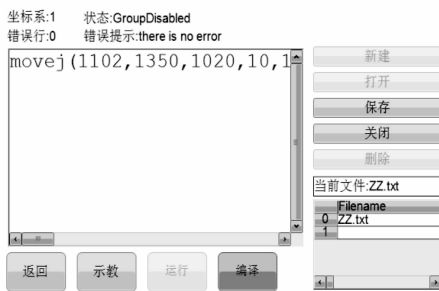 坐标系:1 状态:GroupDisabled
错误行:0 错误提示:there is no error
movej(1102,1350,1020,10,1
新建
打开
保存
关闭
删除
当前文件:ZZ.txt
Filename
0 ZZ.txt
1
返回 示教 运行 编译